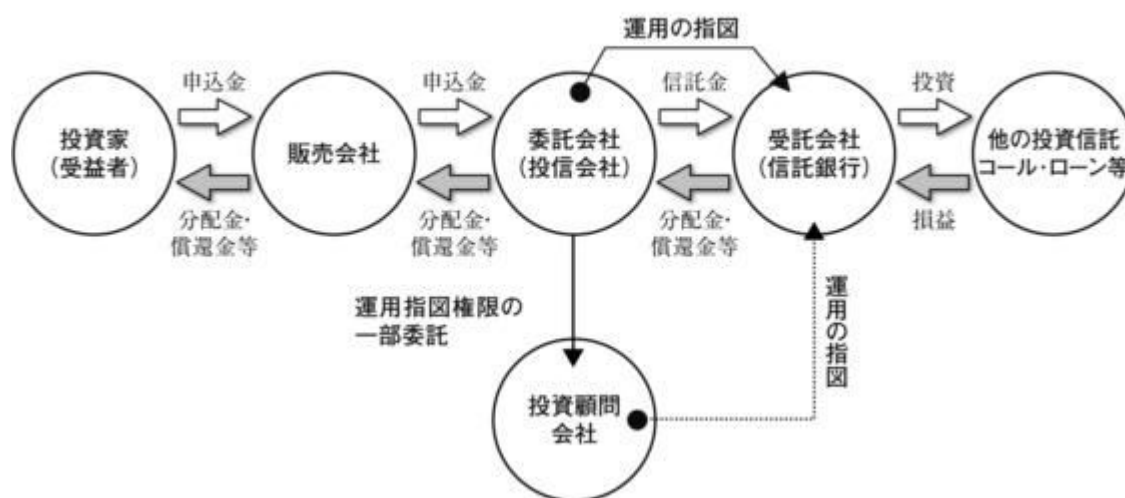 運用の指図
申込金
申込金
信託金
投資
投資家
(受益者)
販売会社
委託会社
(投信会社)
受託会社
(信託銀行)
他の投資信託
コール・ローン等
分配金・
償還金等
分配金・
償還金等
分配金・
償還金等
損益
運用指図権限の
一部委託
運用の指図
投資顧問
会社